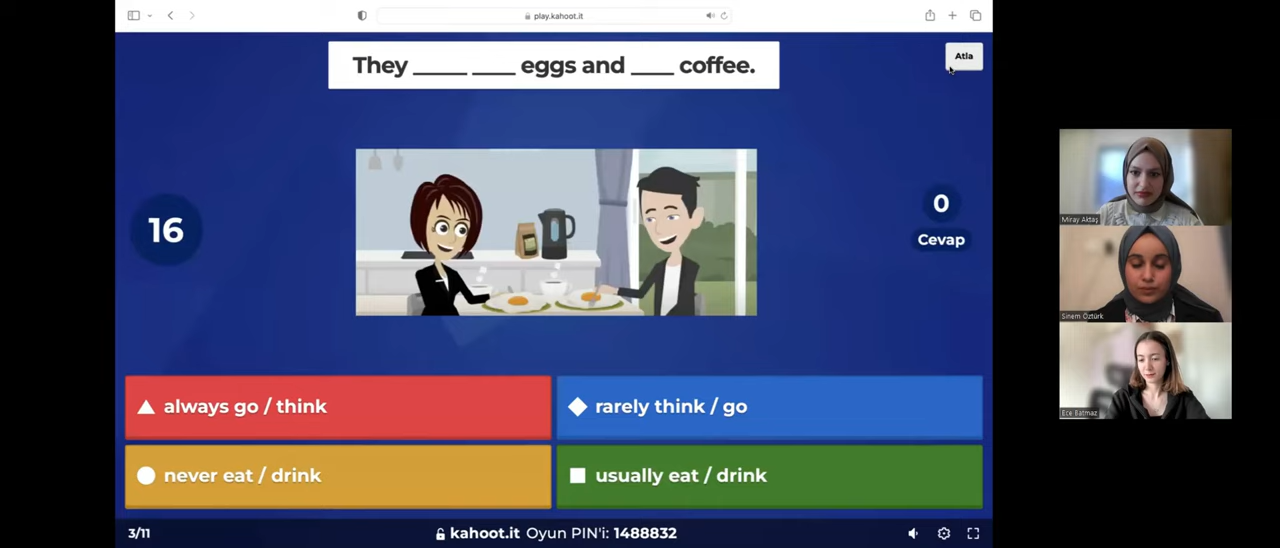 play.kahoot.it
They _____ ____ eggs and ____ coffee.
Atla
16
0
Cevap
always go / think
rarely think / go
never eat / drink
usually eat / drink
3/11
kahoot.it Oyun PIN'i: 1488832
Miray Aktaş
Sinem Öztürk
Ece Batmaz